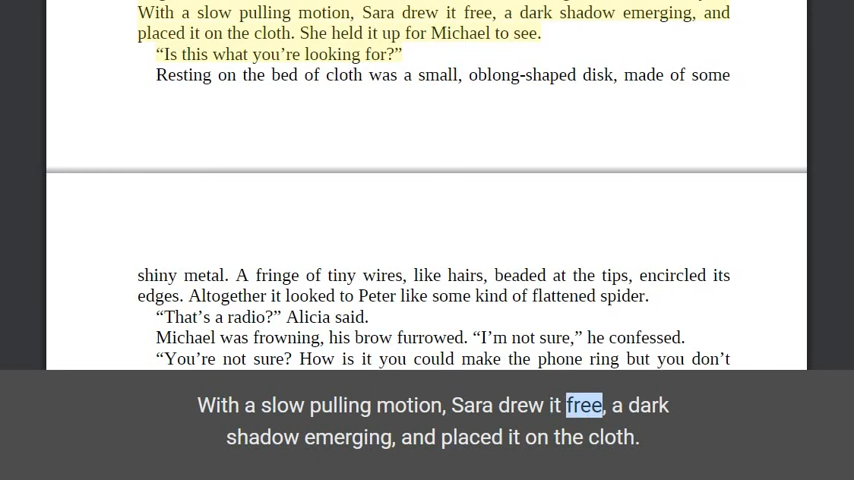 With a slow pulling motion, Sara drew it free, a dark shadow emerging, and
placed it on the cloth. She held it up for Michael to see.
“Is this what you’re looking for?”
Resting on the bed of cloth was a small, oblong-shaped disk, made of some
shiny metal. A fringe of tiny wires, like hairs, beaded at the tips, encircled its
edges. Altogether it looked to Peter like some kind of flattened spider.
“That’s a radio?” Alicia said.
Michael was frowning, his brow furrowed. “I’m not sure,” he confessed.
“You’re not sure? How is it you could make the phone ring but you don’t
With a slow pulling motion, Sara drew it free, a dark
shadow emerging, and placed it on the cloth.